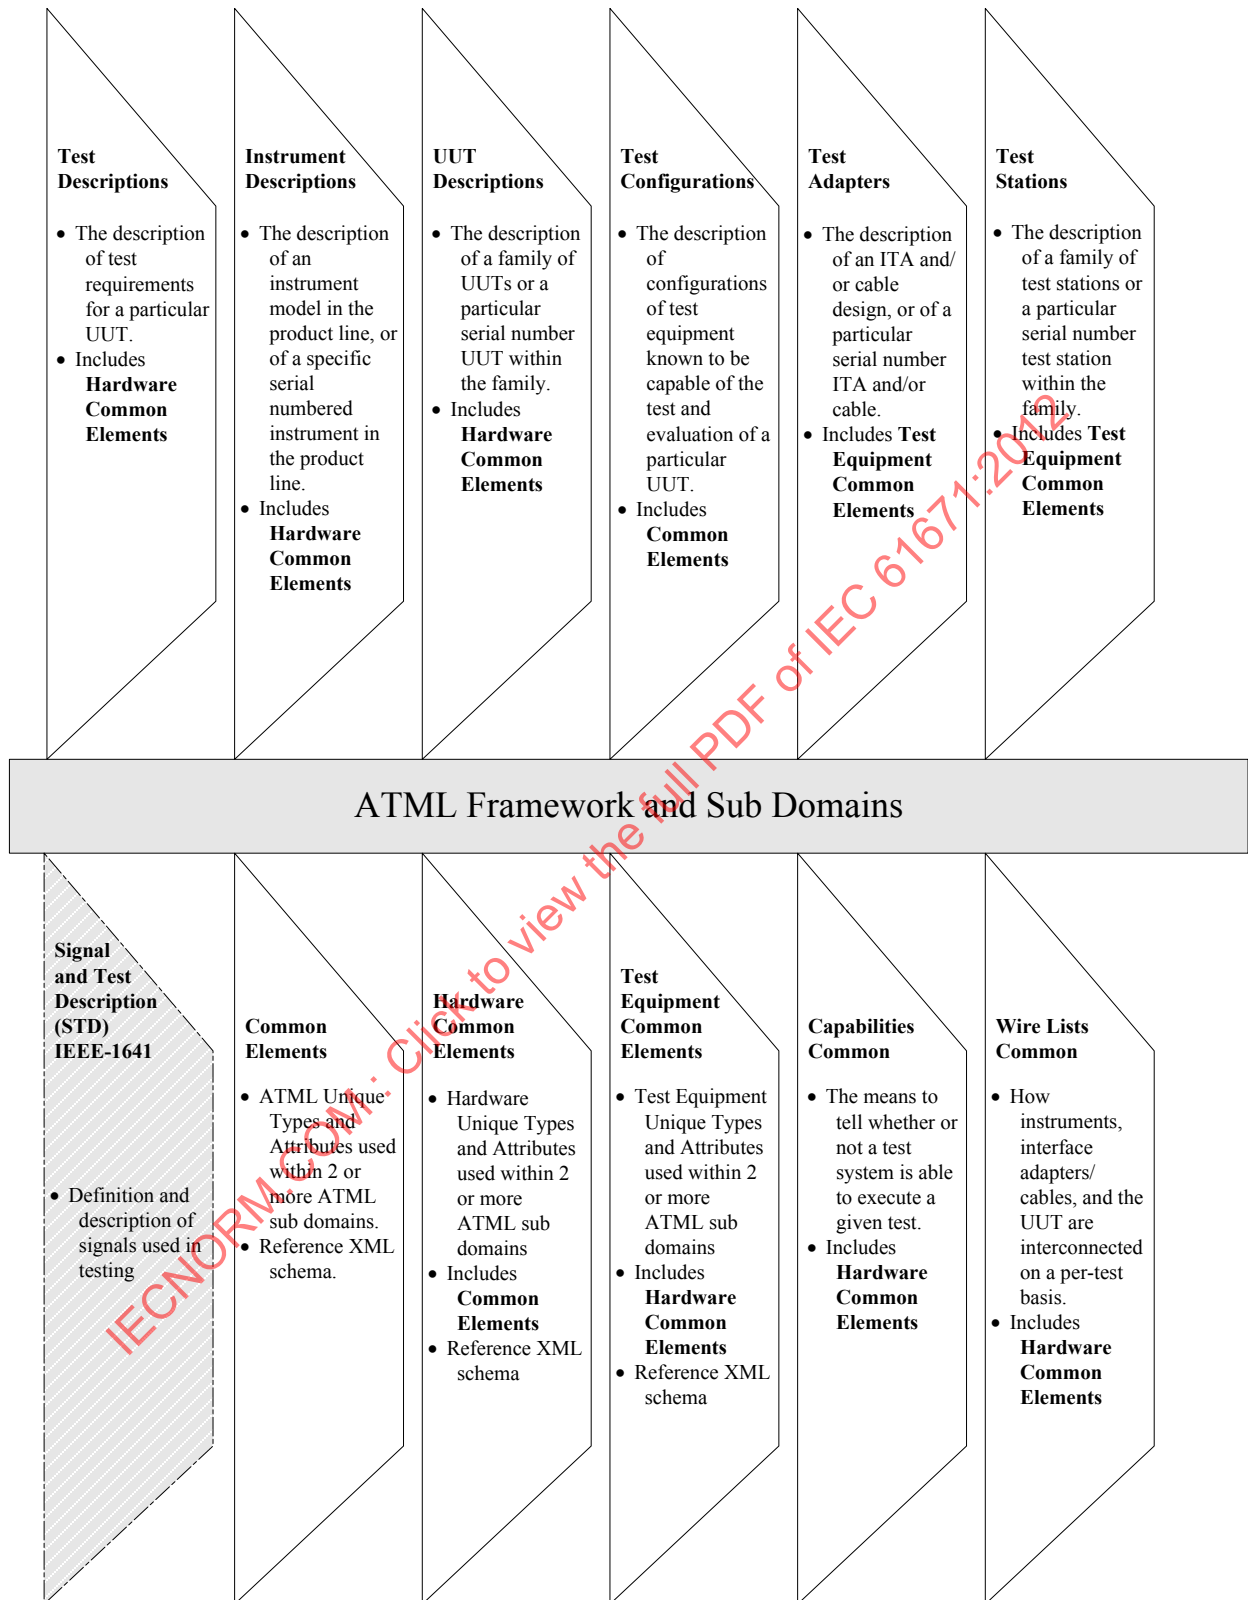 Test
Descriptions
• The description
of test
requirements
for a particular
UUT.
• Includes
Hardware
Common
Elements
Instrument
Descriptions
• The description
of an
instrument
model in the
product line, or
of a specific
serial
numbered
instrument in
the product
line.
• Includes
Hardware
Common
Elements
UUT
Descriptions
• The description
of a family of
UUTs or a
particular
serial number
UUT within
the family.
• Includes
Hardware
Common
Elements
Test
Configurations
• The description
of
configurations
of test
equipment
known to be
capable of the
test and
evaluation of a
particular
UUT.
• Includes
Common
Elements
Test
Adapters
• The description
of an ITA and/
or cable
design, or of a
particular
serial number
ITA and/or
cable.
• Includes Test
Equipment
Common
Elements
Test
Stations
• The description
of a family of
test stations or
a particular
serial number
test station
within the
family.
• Includes Test
Equipment
Common
Elements
ATML Framework and Sub Domains
Signal
and Test
Description
(STD)
IEEE-1641
• Definition and
description of
signals used in
testing
Common
Elements
• ATML Unique
Types and
Attributes used
within 2 or
more ATML
sub domains.
• Reference XML
schema.
Hardware
Common
Elements
• Hardware
Unique Types
and Attributes
used within 2
or more
ATML sub
domains
• Includes
Common
Elements
• Reference XML
schema
Test
Equipment
Common
Elements
• Test Equipment
Unique Types
and Attributes
used within 2
or more
ATML sub
domains
• Includes
Hardware
Common
Elements
• Reference XML
schema
Capabilities
Common
• The means to
tell whether or
not a test
system is able
to execute a
given test.
• Includes
Hardware
Common
Elements
Wire Lists
Common
• How
instruments,
interface
adapters/
cables, and the
UUT are
interconnected
on a per-test
basis.
• Includes
Hardware
Common
Elements
IECNORM.COM : Click to view the full PDF of IEC 61671:2012